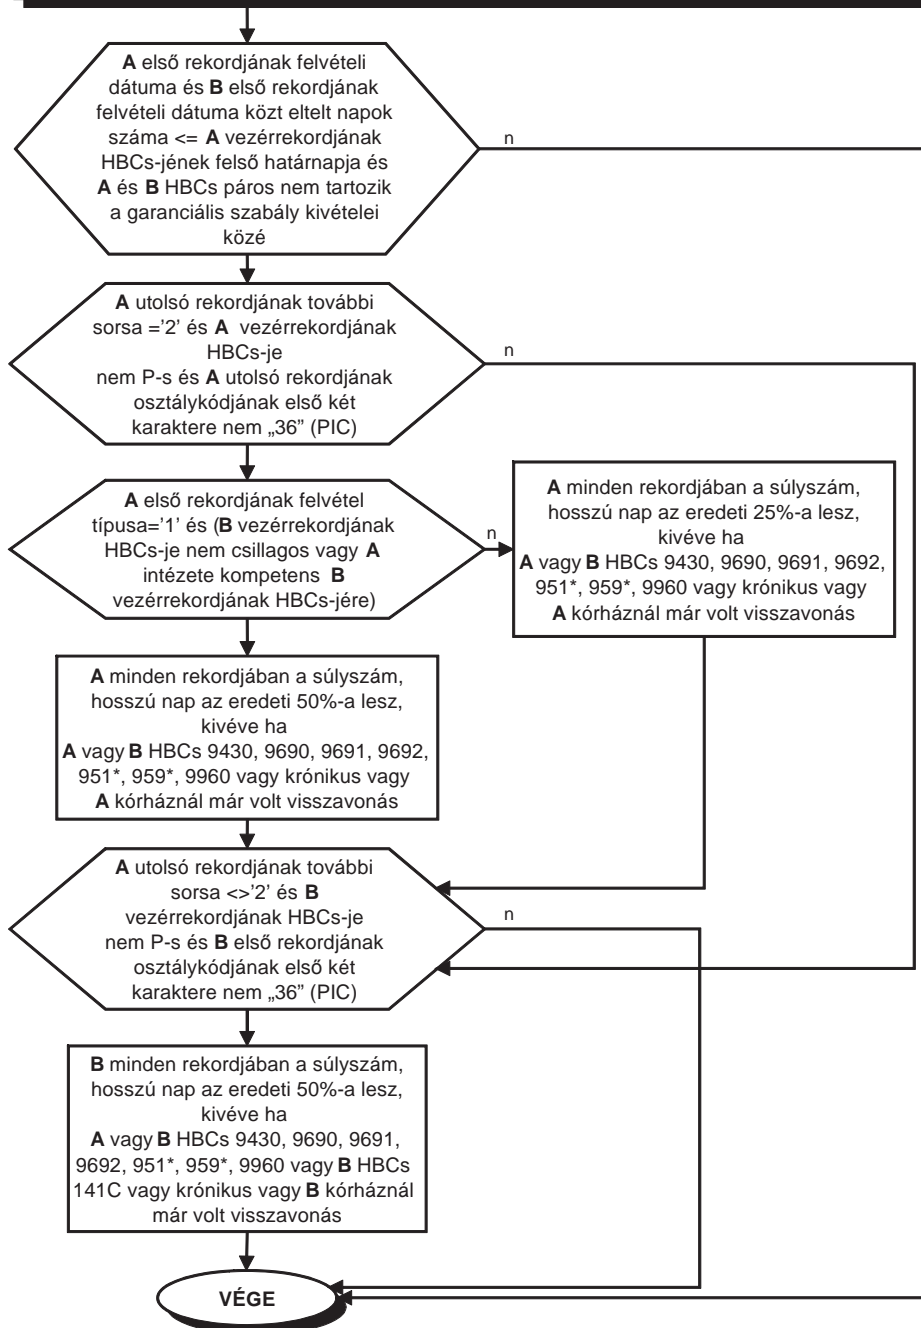 A első rekordjának felvételi
dátuma és B első rekordjának
felvételi dátuma közt eltelt napok
száma <= A vezérrekordjának
HBCs-jének felső határnapja és
A és B HBCs páros nem tartozik
a garanciális szabály kivételei
közé
n
A utolsó rekordjának további
sorsa ='2' és A vezérrekordjának
HBCs-je
nem P-s és A utolsó rekordjának
osztálykódjának első két
karaktere nem „36” (PIC)
n
A első rekordjának felvétel
típusa='1' és (B vezérrekordjának
HBCs-je nem csillagos vagy A
intézete kompetens B
vezérrekordjának HBCs-jére)
n
A minden rekordjában a súlyszám,
hosszú nap az eredeti 25%-a lesz,
kivéve ha
A vagy B HBCs 9430, 9690, 9691, 9692,
951*, 959*, 9960 vagy krónikus vagy
A kórháznál már volt visszavonás
A minden rekordjában a súlyszám,
hosszú nap az eredeti 50%-a lesz,
kivéve ha
A vagy B HBCs 9430, 9690, 9691, 9692,
951*, 959*, 9960 vagy krónikus vagy
A kórháznál már volt visszavonás
A utolsó rekordjának további
sorsa <>'2' és B
vezérrekordjának HBCs-je
nem P-s és B első rekordjának
osztálykódjának első két
karaktere nem „36” (PIC)
n
B minden rekordjában a súlyszám,
hosszú nap az eredeti 50%-a lesz,
kivéve ha
A vagy B HBCs 9430, 9690, 9691,
9692, 951*, 959*, 9960 vagy B HBCs
141C vagy krónikus vagy B kórháznál
már volt visszavonás
VÉGE